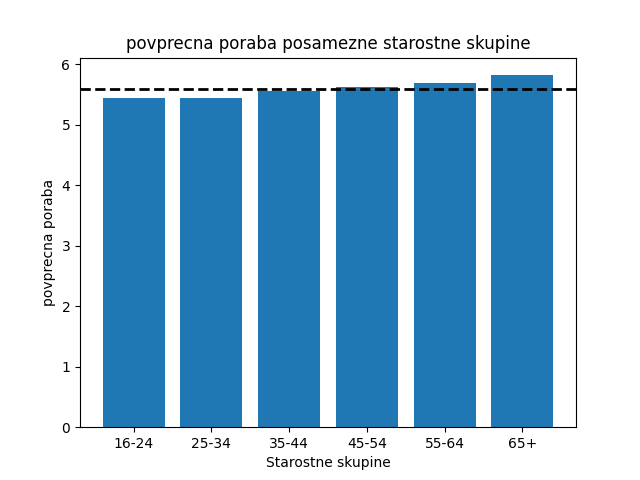 povprecna poraba posamezne starostne skupine
povprecna poraba
6
5
4
3
2
1
0
16-24 25-34 35-44 45-54 55-64 65+
Starostne skupine